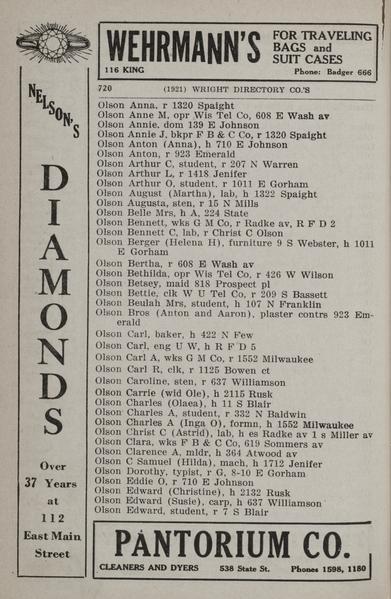 WEHRMANN'S
FOR TRAVELING
BAGS and
SUIT CASES
116 KING
Phone: Badger 666
NELSON'S
DIAMONDS
Over
37 Years
at
112
East Main
Street
720 (1921) WRIGHT DIRECTORY CO.'S
Olson Anna, r 1320 Spaight
Olson Anne M, opr Wis Tel Co, 608 E Wash av
Olson Annie, dom 139 E Johnson
Olson Annie J, bkpr F B & C Co, r 1320 Spaight
Olson Anton (Anna), h 710 E Johnson
Olson Anton, r 923 Emerald
Olson Arthur C, student, r 207 N Warren
Olson Arthur L, r 1418 Jenifer
Olson Arthur O, student, r 1011 E Gorham
Olson August (Martha), lab, h 1322 Spaight
Olson Augusta, sten, r 15 N Mills
Olson Belle Mrs, h A, 224 State
Olson Bennett, wks G M Co, r Radke av, R F D 2
Olson Bennett C, lab, r Christ C Olson
Olson Berger (Helena H), furniture 9 S Webster, h 1011
E Gorham
Olson Bertha, r 608 E Wash av
Olson Bethilda, opr Wis Tel Co, r 426 W Wilson
Olson Betsey, maid 818 Prospect pl
Olson Bettie, clk W U Tel Co, r 209 S Bassett
Olson Beulah Mrs, student, h 107 N Franklin
Olson Bros (Anton and Aaron), plaster contrs 923 Em-
erald
Olson Carl, baker, h 422 N Few
Olson Carl, eng U W, h R F D 5
Olson Carl A, wks G M Co, r 1552 Milwaukee
Olson Carl R, clk, r 1125 Bowen ct
Olson Caroline, sten, r 637 Williamson
Olson Carrie (wid Ole), h 2115 Rusk
Olson Charles (Olaea), h 11 S Blair
Olson Charles A, student, r 332 N Baldwin
Olson Charles A (Inga O), formn, h 1552 Milwaukee
Olson Christ C (Astrid), lab, h es Radke av 1 s Miller av
Olson Clara, wks F B & C Co, 619 Sommers av
Olson Clarence A, mldr, h 364 Atwood av
Olson C Samuel (Hilda), mach, h 1712 Jenifer
Olson Dorothy, typist, r G, 8-10 E Gorham
Olson Eddie O, r 710 E Johnson
Olson Edward (Christine), h 2132 Rusk
Olson Edward (Susie), carp, h 637 Williamson
Olson Edward, student, r 7 S Blair
PANTORIUM CO.
CLEANERS AND DYERS 538 State St. Phones 1598, 1180